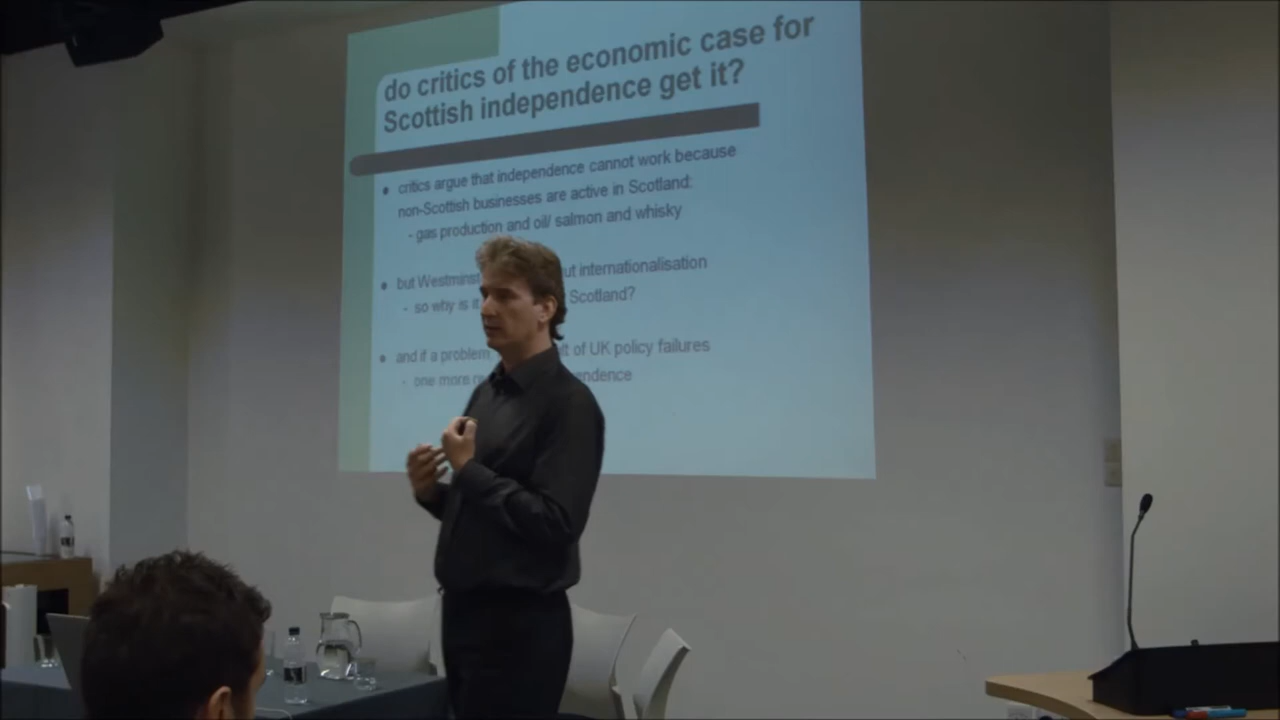 do critics of the economic case for
Scottish independence get it?
critics argue that independence cannot work because
non-Scottish businesses are active in Scotland:
- gas production and oil/ salmon and whisky
but Westminst ut internationalisation
- so why is i Scotland?
and if a problem lt of UK policy failures
- one more re endence